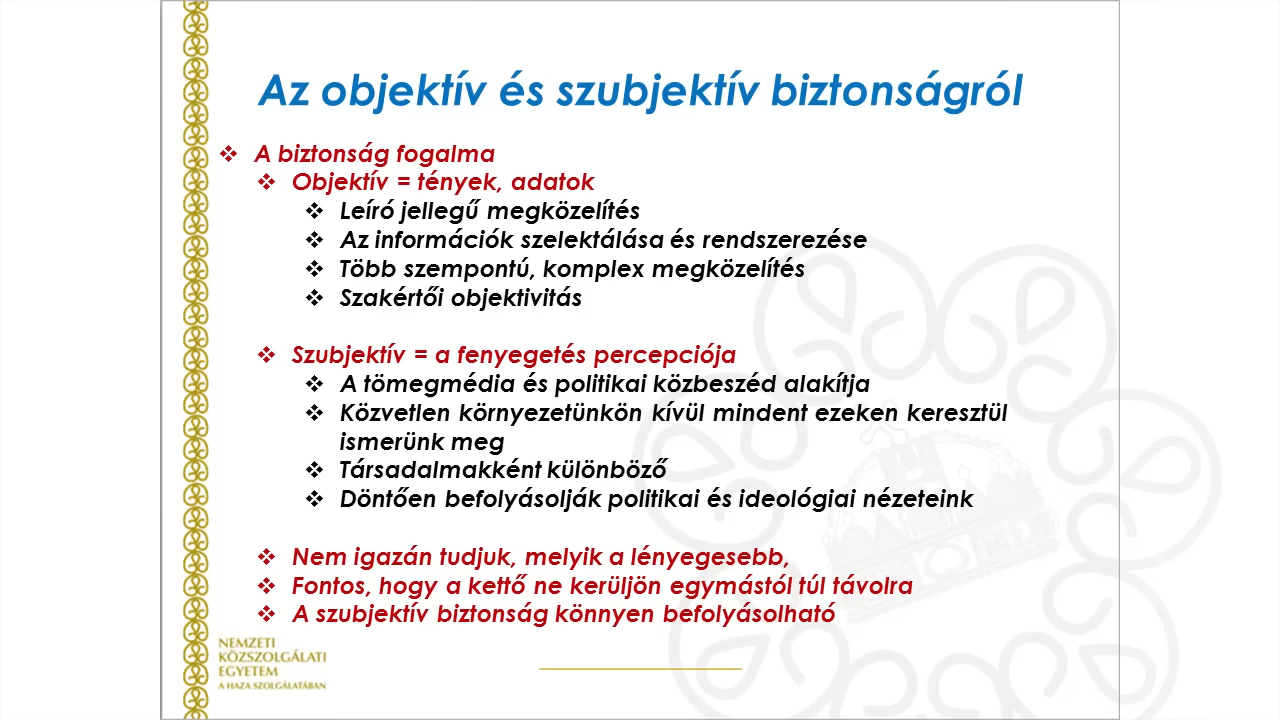 Az objektív és szubjektív biztonságról
❖ A biztonság fogalma
❖ Objektív = tények, adatok
❖ Leíró jellegű megközelítés
❖ Az információk szelektálása és rendszerezése
❖ Több szempontú, komplex megközelítés
❖ Szakértői objektivitás
❖ Szubjektív = a fenyegetés percepciója
❖ A tömegmédia és politikai közbeszéd alakítja
❖ Közvetlen környezetünkön kívül mindent ezeken keresztül
ismerünk meg
❖ Társadalmakként különböző
❖ Döntően befolyásolják politikai és ideológiai nézeteink
❖ Nem igazán tudjuk, melyik a lényegesebb,
❖ Fontos, hogy a kettő ne kerüljön egymástól túl távolra
❖ A szubjektív biztonság könnyen befolyásolható
NEMZETI
KÖZSZOLGÁLATI
EGYETEM
A HAZA SZOLGÁLATÁBAN